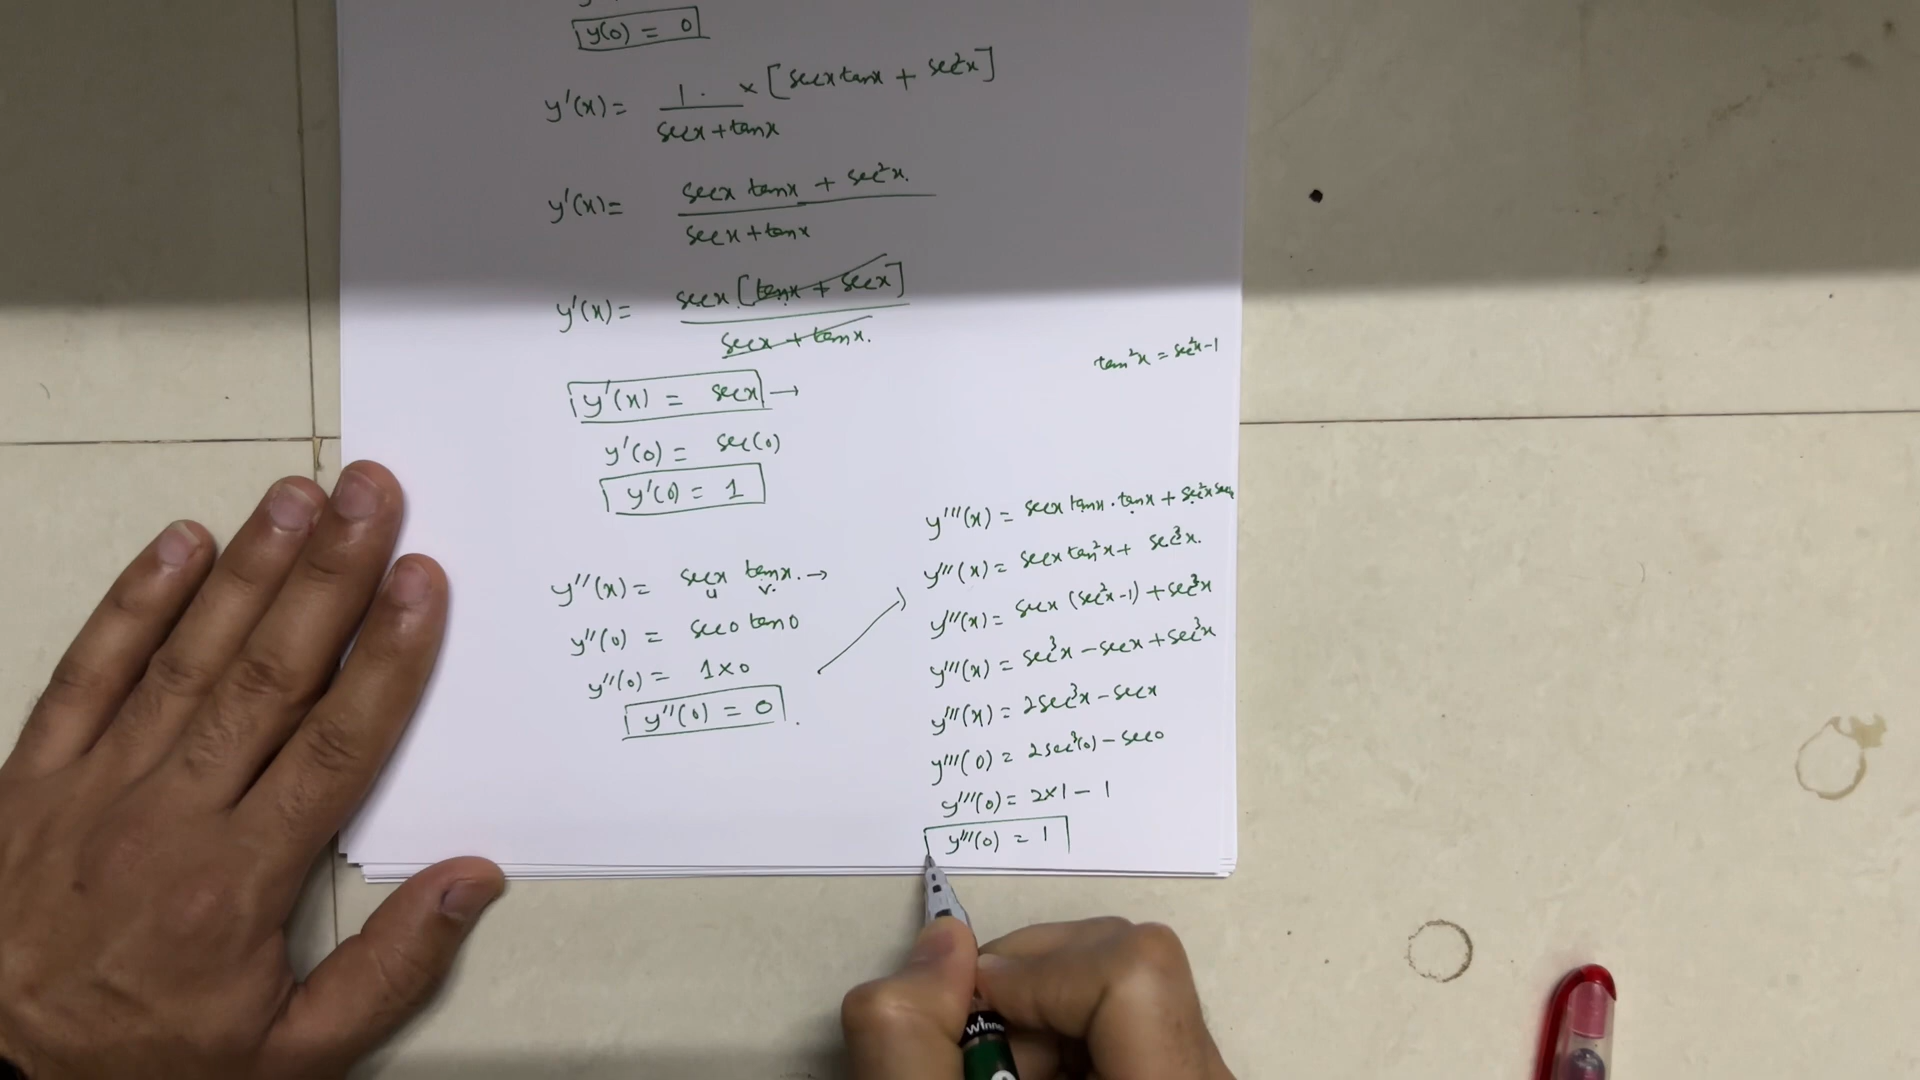 y(0) = 0
y'(x) = 1 / secx+tanx × [secx tanx + sec²x]
y'(x) = secx tanx + sec²x. / secx+tanx
y'(x) = secx [tanx + secx] / secx + tanx.
y'(x) = secx →
y'(0) = sec(0)
y'(0) = 1
y''(x) = secx tanx. →
u v.
y''(0) = sec0 tan0
y''(0) = 1×0
y''(0) = 0
tan²x = sec²x-1
y'''(x) = secx tanx . tanx + sec²x secx
y'''(x) = secx tan²x + sec³x.
y'''(x) = secx (sec²x-1) + sec³x
y'''(x) = sec³x - secx + sec³x
y'''(x) = 2sec³x - secx
y'''(0) = 2sec³(0) - sec0
y'''(0) = 2×1 - 1
y'''(0) = 1
Winner